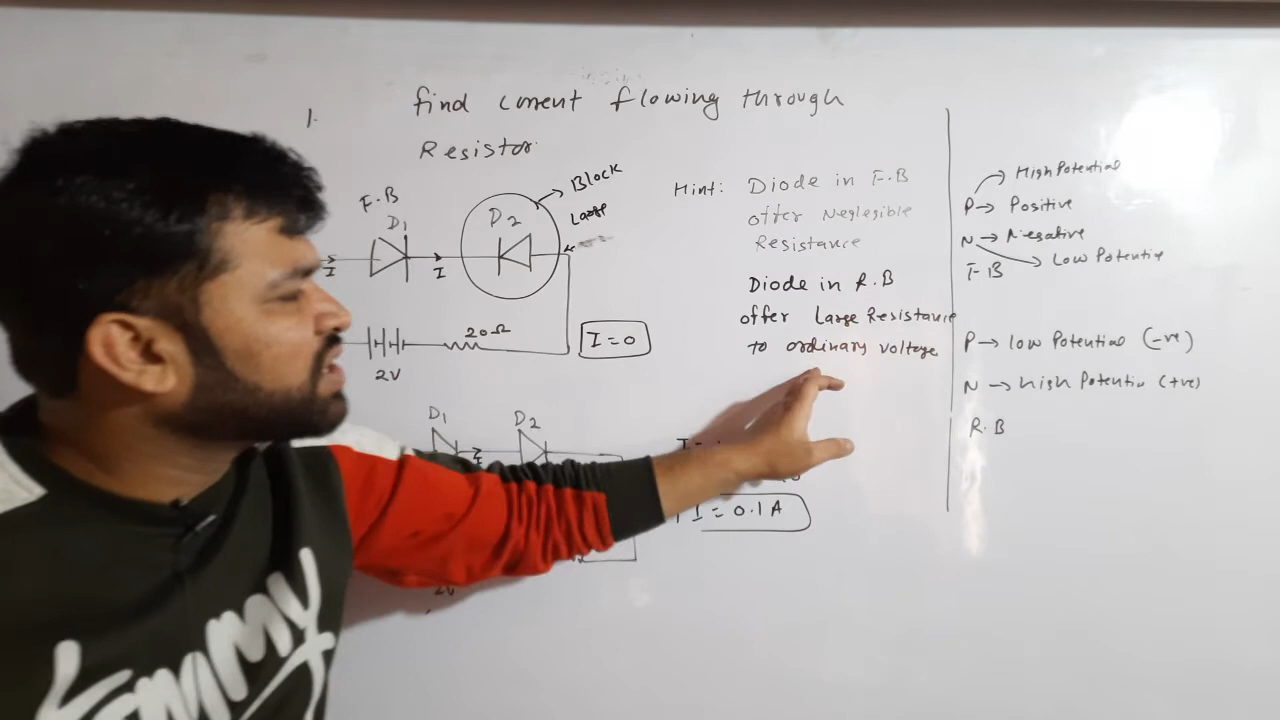 1. find current flowing through
Resistor
F.B
D1
I
I
D2
Block
Large
2V
20Ω
I = 0
Hint: Diode in F.B
offer Neglegible
Resistance
Diode in R.B
offer Large Resistance
to ordinary voltage
High Potential
P → Positive
N → Negative
Low Potential
F B
P → low Potential (-ve)
N → high Potentia (+ve)
R.B
D1
D2
I
I = 0.1 A
2V